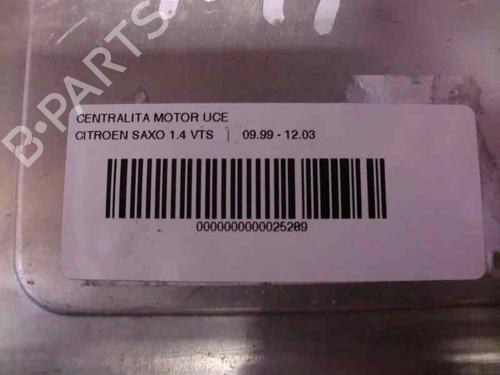 B-PARTS
CENTRALITA MOTOR UCE
CITROEN SAXO 1.4 VTS | 09.99 - 12.03
0000000000025289